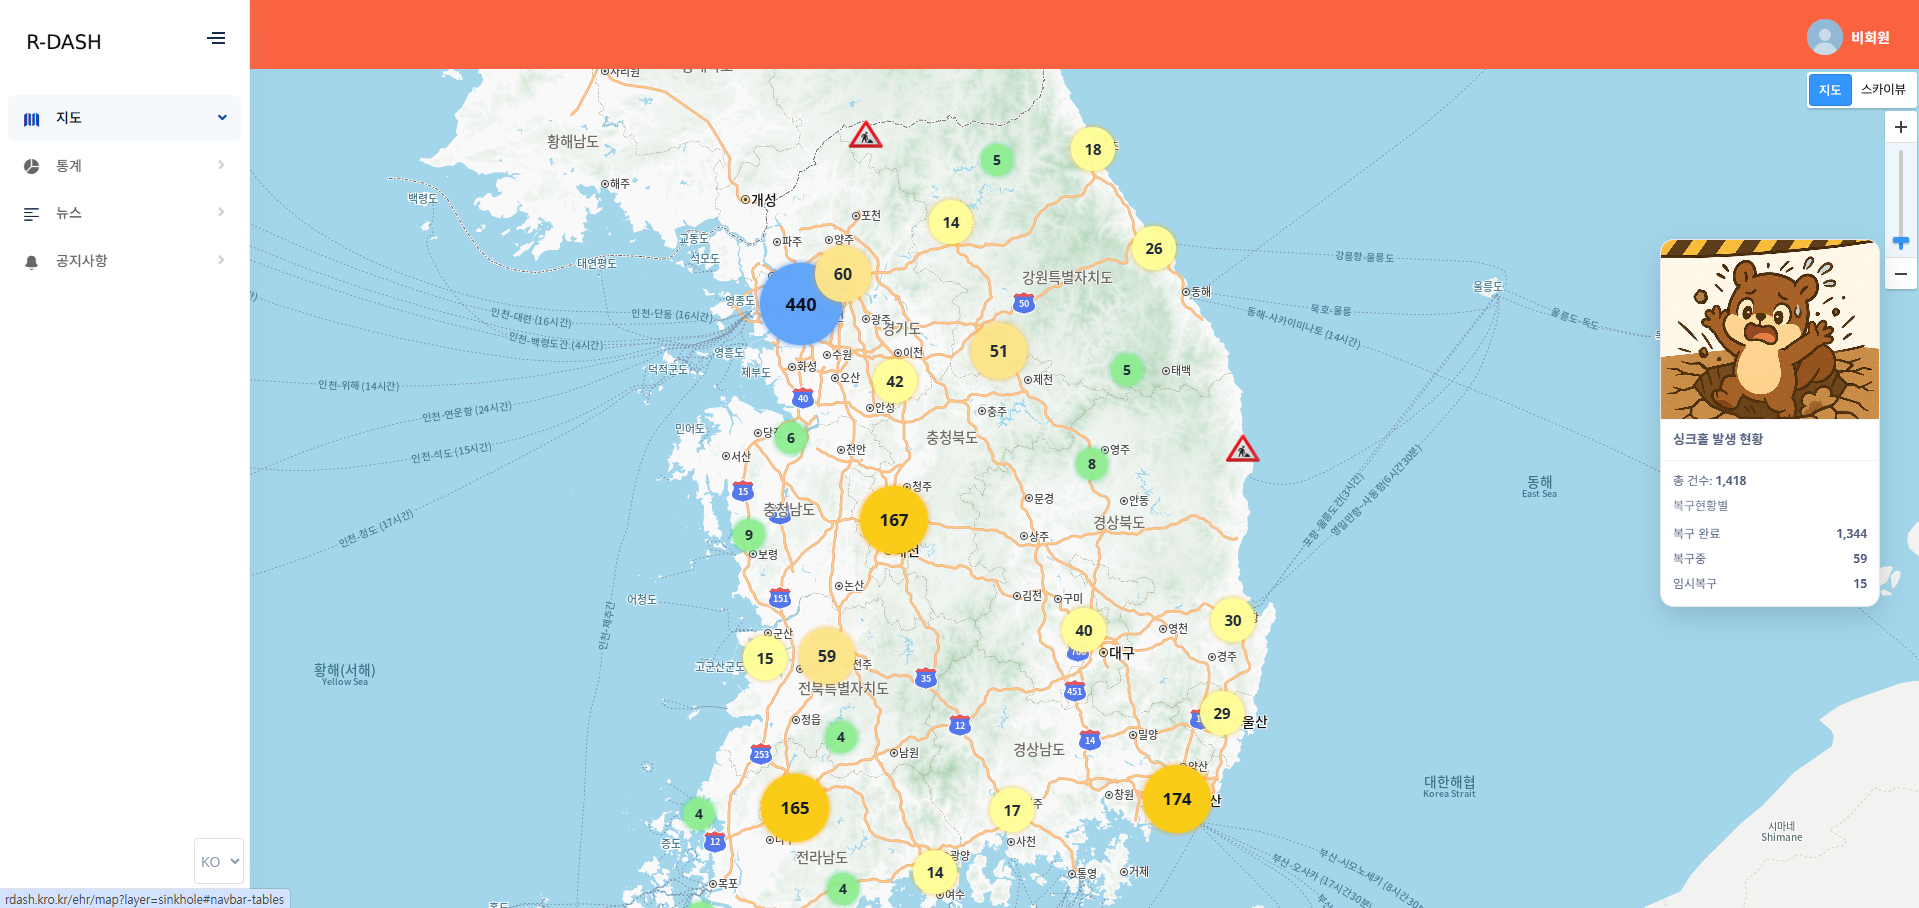 R-DASH
비회원
지도
통계
뉴스
공지사항
KO
rdash.kro.kr/ehr/map?layer=sinkhole#navbar-tables
지도
스카이뷰
싱크홀 발생 현황
총 건수: 1,418
복구현황별
복구 완료 1,344
복구중 59
임시복구 15
사리원
황해남도
5
18
해주
백령도
개성
포천
14
교동도
파주
양주
26
대연평도
석모도
60
강원특별자치도
강릉항-울릉도
울릉도
영종도
440
50
동해
인천-대련 (16시간)
인천-단동 (16시간)
묵호-울릉
울릉도-독도
광주
경기도
동해-사카이미나토 (14시간)
인천-백령도간 (4시간)
영흥도
수원
이천
51
덕적군도
제부도
화성
오산
42
제천
5
태백
인천-위해 (14시간)
40
안성
충주
인천-연운항 (24시간)
민어도
6
천안
충청북도
영주
인천-석도 (15시간)
서산
8
15
청주
문경
안동
포항-울릉도간(3시간)
영일만항-사동항(6시간30분)
동해
East Sea
충청남도
167
경상북도
인천-청도 (17시간)
9
보령
상주
논산
151
어청도
김천
구미
인천-제주간
군산
40
영천
30
15
59
전주
대구
경주
황해(서해)
Yellow Sea
고군산군도
35
451
전북특별자치도
정읍
4
12
29
울산
253
남원
경상남도
14
밀양
대한해협
Korea Strait
4
165
17
창원
174
증도
12
사천
전라남도
광양
시마네
Shimane
목포
4
14
여수
통영
거제
부산-오사카 (17시간30분)
부산-시모노세키 (8시간30분)